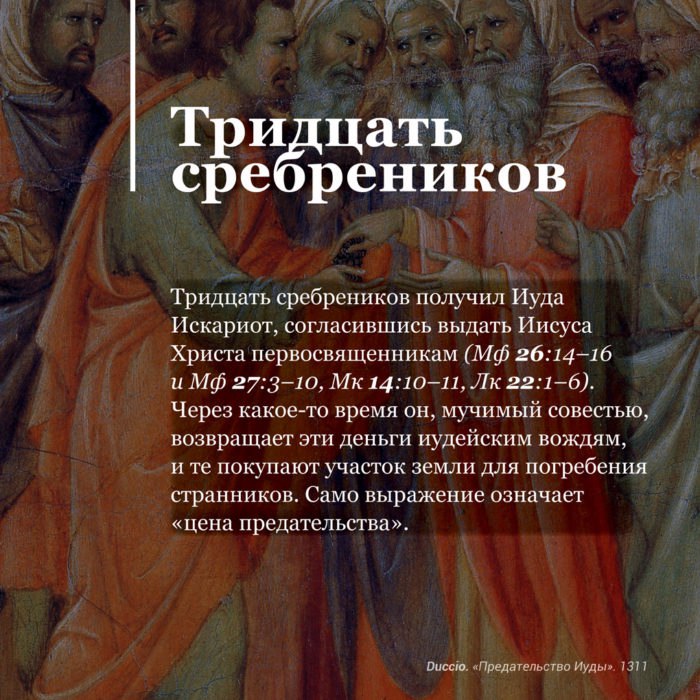 Тридцать
сребреников
Тридцать сребреников получил Иуда
Искариот, согласившись выдать Иисуса
Христа первосвященникам (Мф 26:14–16
и Мф 27:3–10, Мк 14:10–11, Лк 22:1–6).
Через какое-то время он, мучимый совестью,
возвращает эти деньги иудейским вождям,
и те покупают участок земли для погребения
странников. Само выражение означает
«цена предательства».
Duccio. «Предательство Иуды». 1311